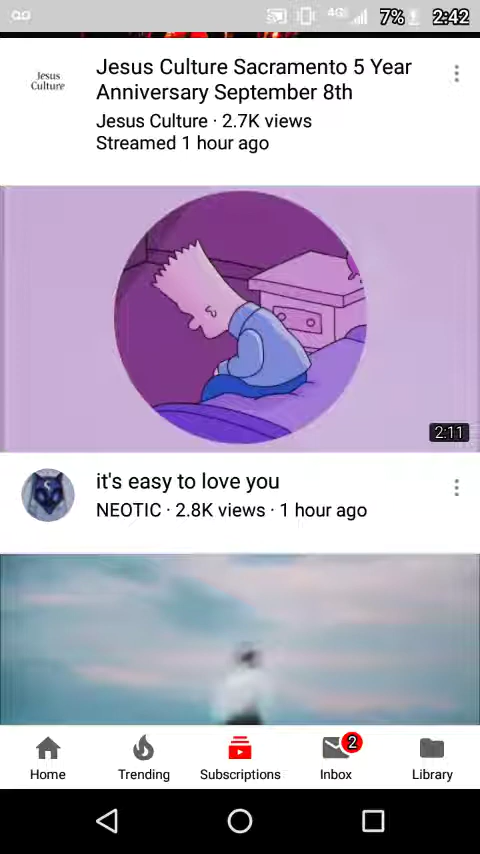 4G
7%
2:42
Jesus
Culture
Jesus Culture Sacramento 5 Year
Anniversary September 8th
Jesus Culture · 2.7K views
Streamed 1 hour ago
2:11
it's easy to love you
NEOTIC · 2.8K views · 1 hour ago
2
Home
Trending
Subscriptions
Inbox
Library